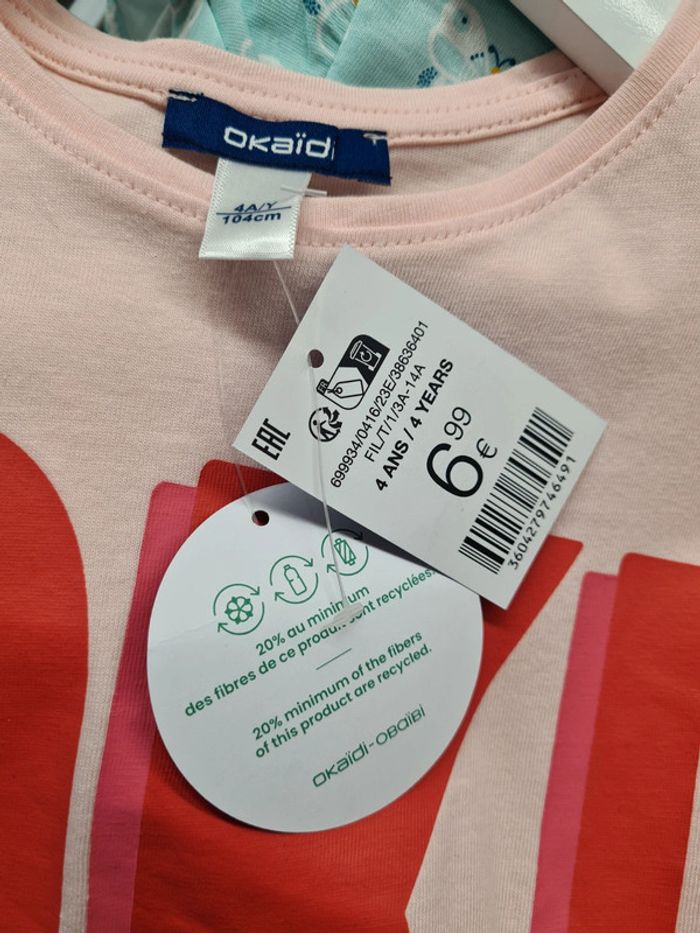 okaïdi
4A/Y
104cm
FR
699934/0416/23E/38636401
FIL/T/1/3A-14A
4 ANS / 4 YEARS
6,99
€
EAC
3604279746491
20% au minimum
des fibres de ce produit sont recyclées.
20% minimum of the fibers
of this product are recycled.
okaïdi-obaïbi